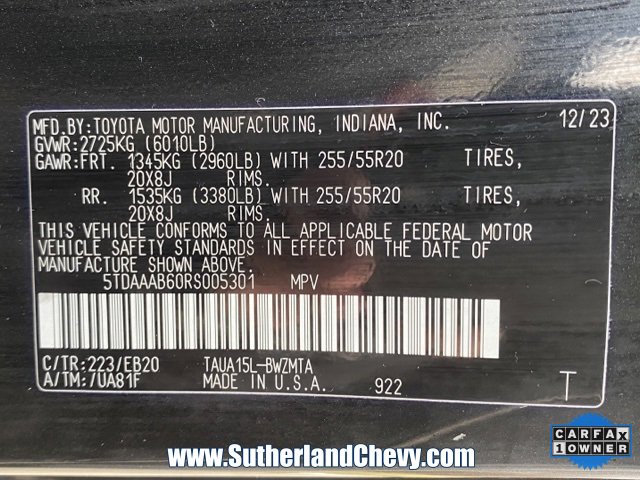 MFD.BY:TOYOTA MOTOR MANUFACTURING, INDIANA, INC. 12/23
GVWR:2725KG (6010LB)
GAWR:FRT. 1345KG (2960LB) WITH 255/55R20 TIRES,
20X8J RIMS.
RR. 1535KG (3380LB) WITH 255/55R20 TIRES,
20X8J RIMS.
THIS VEHICLE CONFORMS TO ALL APPLICABLE FEDERAL MOTOR
VEHICLE SAFETY STANDARDS IN EFFECT ON THE DATE OF
MANUFACTURE SHOWN ABOVE.
5TDAAAB60RS005301 MPV
C/TR:223/EB20 TAUA15L-BWZMTA
A/TM:/UA81F MADE IN U.S.A. 922 T
www.SutherlandChevy.com
CARFAX
1 OWNER